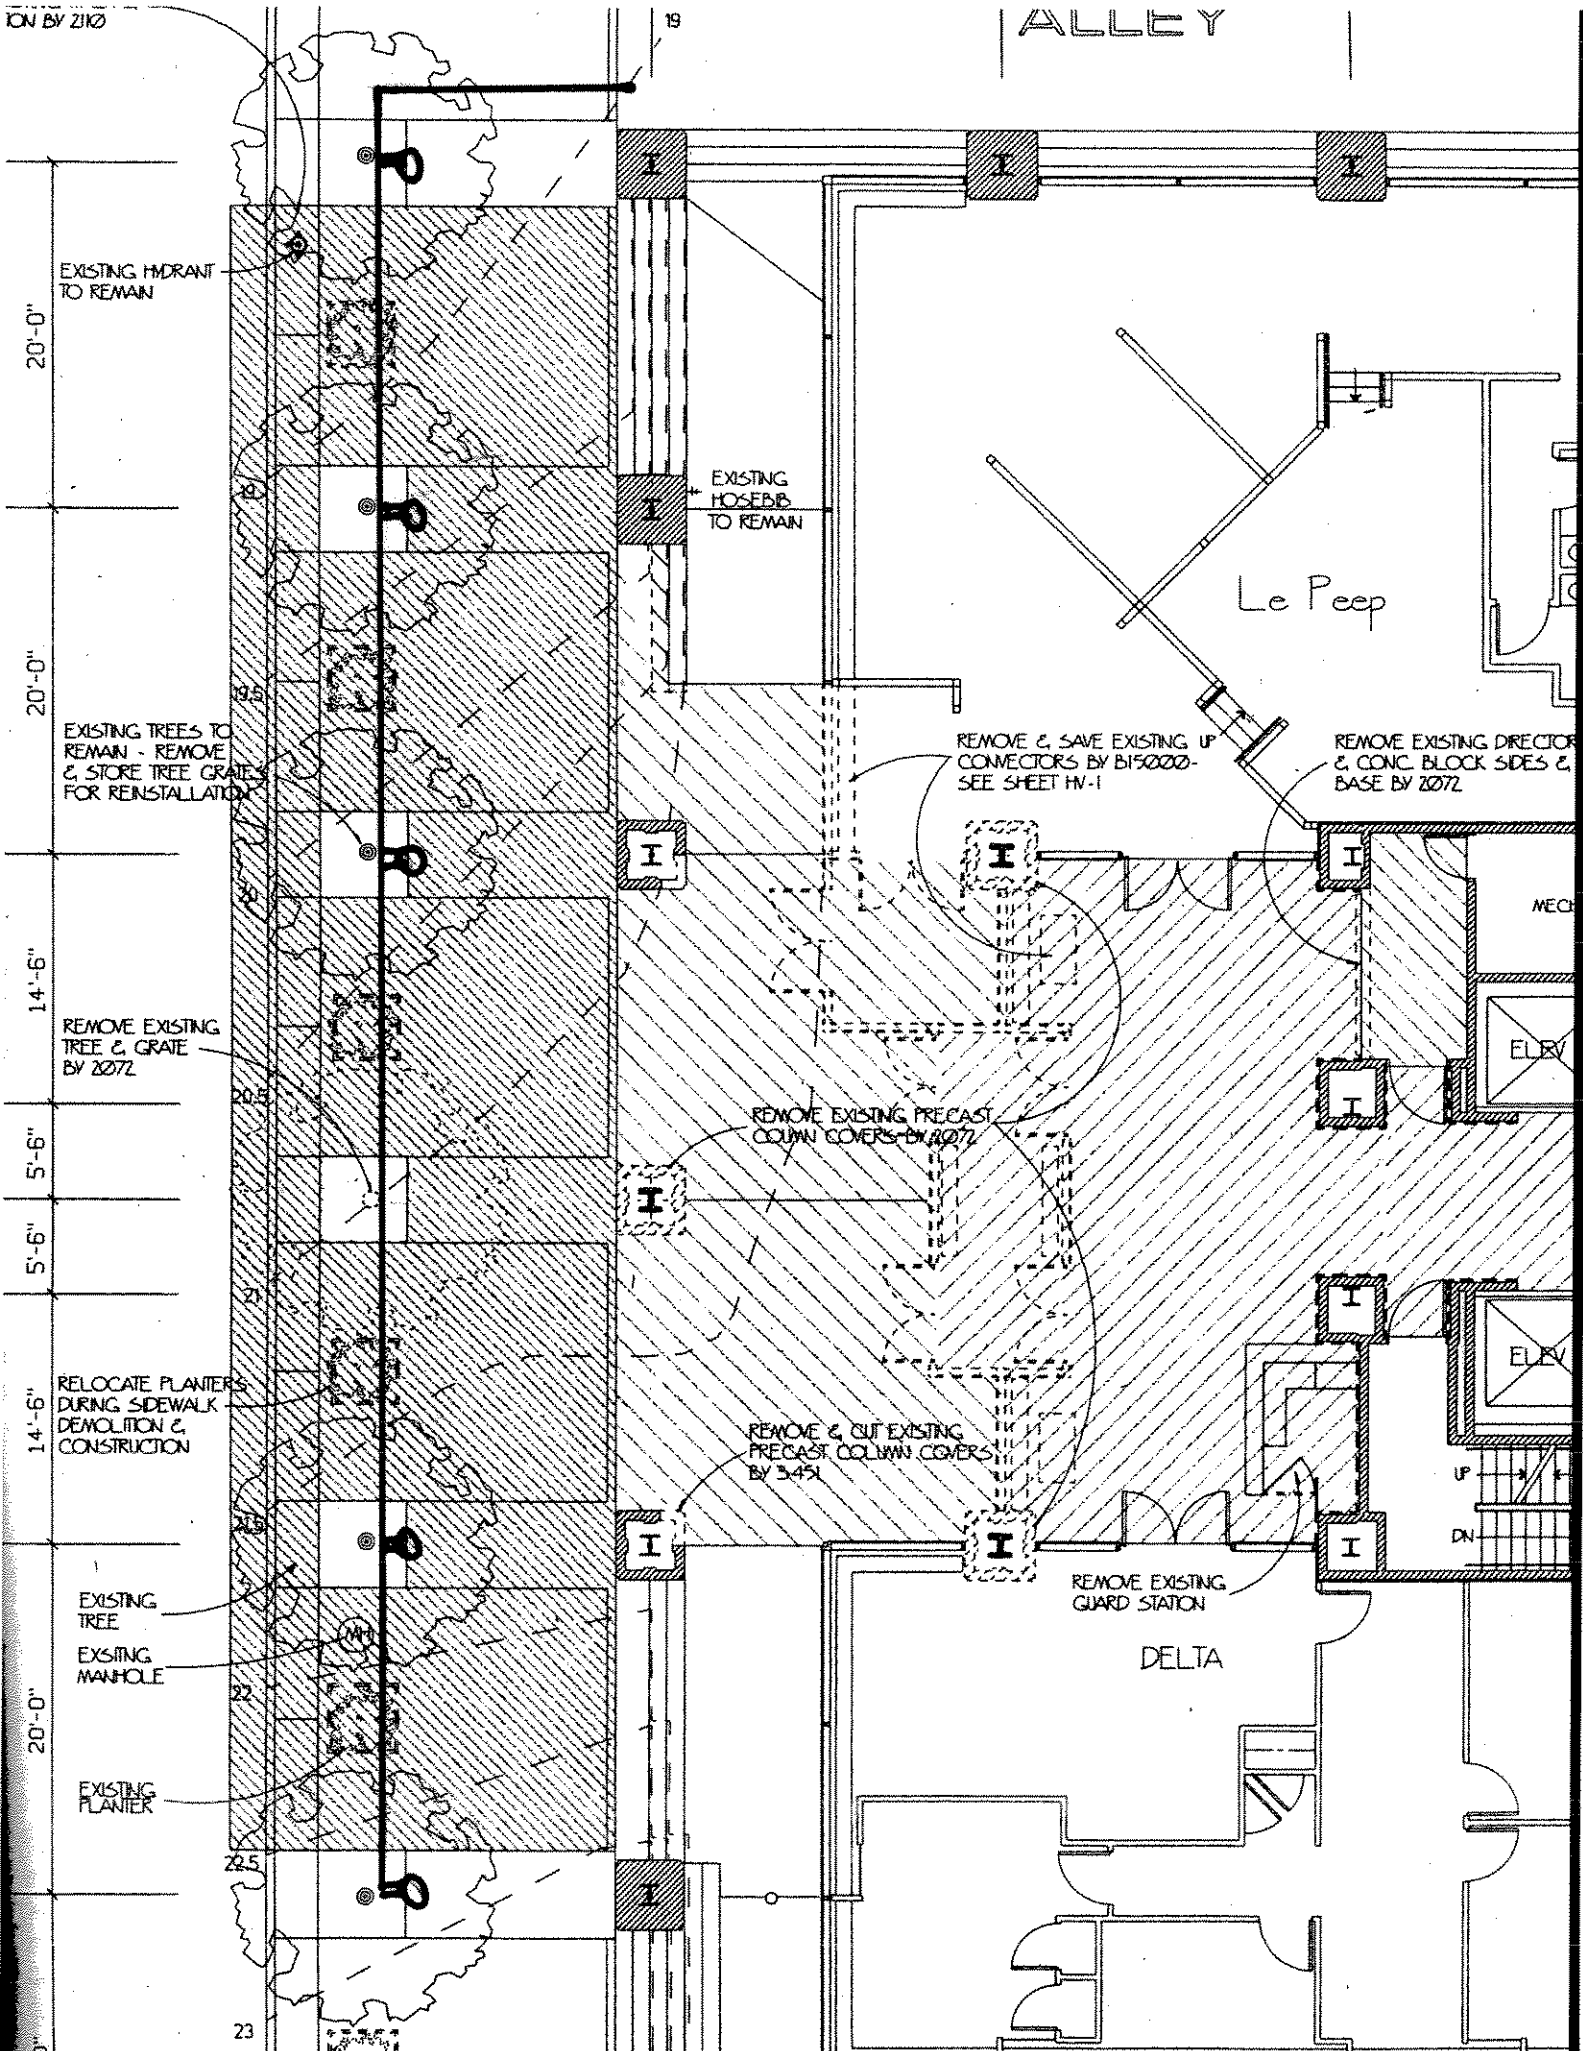 ION BY 2110
19
ALLEY
EXISTING HYDRANT
TO REMAIN
20'-0"
19
EXISTING
HOSEBIB
TO REMAIN
Le Peep
20'-0"
19.5
EXISTING TREES TO
REMAIN - REMOVE
& STORE TREE GRATES
FOR REINSTALLATION
REMOVE & SAVE EXISTING
CONVECTORS BY B15000-
SEE SHEET HV-1
UP
REMOVE EXISTING DIRECTOR
& CONC. BLOCK SIDES &
BASE BY 2072
20
MECH
14'-6"
REMOVE EXISTING
TREE & GRATE
BY 2072
ELEV
20.5
REMOVE EXISTING PRECAST
COLUMN COVERS-BY 2072
5'-6"
5'-6"
21
ELEV
14'-6"
RELOCATE PLANTERS
DURING SIDEWALK
DEMOLITION &
CONSTRUCTION
REMOVE & CUT EXISTING
PRECAST COLUMN COVERS
BY 3451
UP
DN
21.5
EXISTING
TREE
REMOVE EXISTING
GUARD STATION
MH
EXSITNG
MANHOLE
DELTA
22
20'-0"
EXISTING
PLANTER
22.5
23